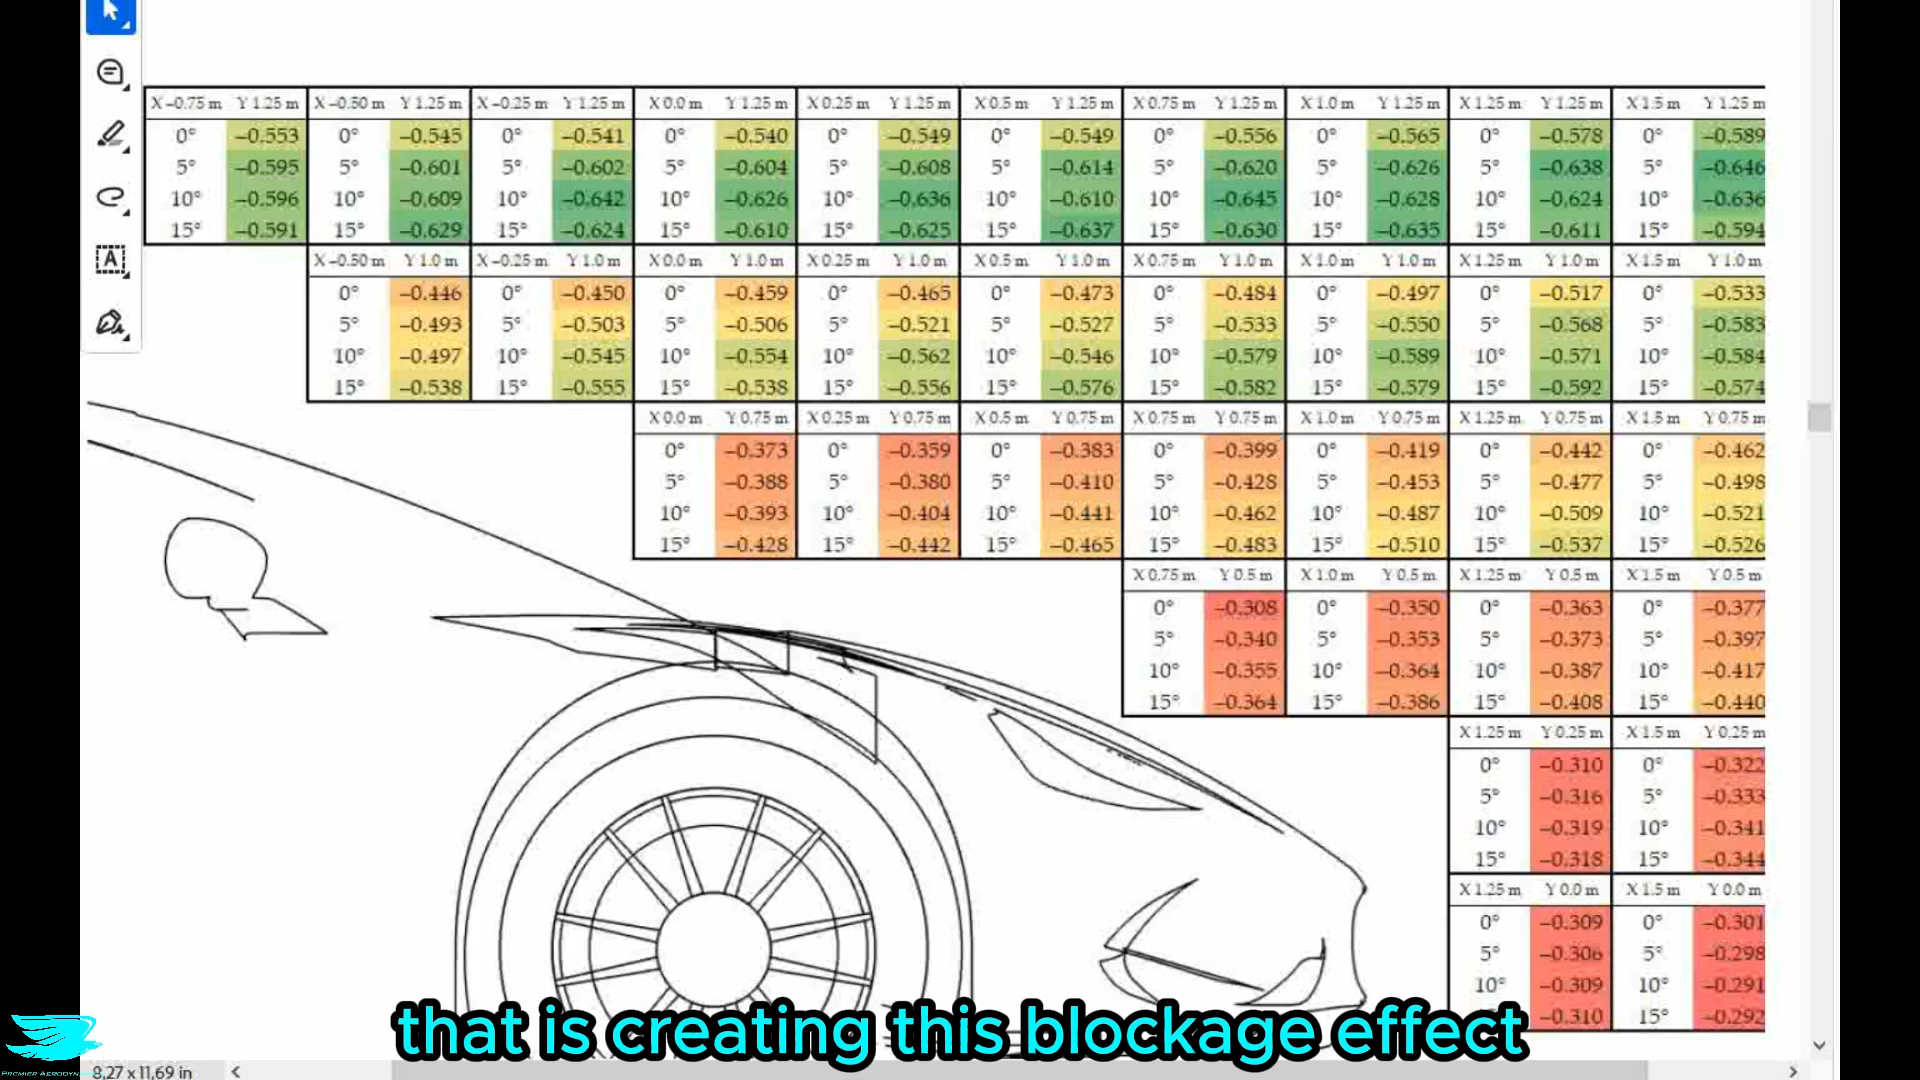 X –0.75 m Y 1.25 m X –0.50 m Y 1.25 m X –0.25 m Y 1.25 m X 0.0 m Y 1.25 m X 0.25 m Y 1.25 m X 0.5 m Y 1.25 m X 0.75 m Y 1.25 m X 1.0 m Y 1.25 m X 1.25 m Y 1.25 m X 1.5 m Y 1.25 m
0° –0.553 0° –0.545 0° –0.541 0° –0.540 0° –0.549 0° –0.549 0° –0.556 0° –0.565 0° –0.578 0° –0.589
5° –0.595 5° –0.601 5° –0.602 5° –0.604 5° –0.608 5° –0.614 5° –0.620 5° –0.626 5° –0.638 5° –0.646
10° –0.596 10° –0.609 10° –0.642 10° –0.626 10° –0.636 10° –0.610 10° –0.645 10° –0.628 10° –0.624 10° –0.636
15° –0.591 15° –0.629 15° –0.624 15° –0.610 15° –0.625 15° –0.637 15° –0.630 15° –0.635 15° –0.611 15° –0.594
X –0.50 m Y 1.0 m X –0.25 m Y 1.0 m X 0.0 m Y 1.0 m X 0.25 m Y 1.0 m X 0.5 m Y 1.0 m X 0.75 m Y 1.0 m X 1.0 m Y 1.0 m X 1.25 m Y 1.0 m X 1.5 m Y 1.0 m
0° –0.446 0° –0.450 0° –0.459 0° –0.465 0° –0.473 0° –0.484 0° –0.497 0° –0.517 0° –0.533
5° –0.493 5° –0.503 5° –0.506 5° –0.521 5° –0.527 5° –0.533 5° –0.550 5° –0.568 5° –0.583
10° –0.497 10° –0.545 10° –0.554 10° –0.562 10° –0.546 10° –0.579 10° –0.589 10° –0.571 10° –0.584
15° –0.538 15° –0.555 15° –0.538 15° –0.556 15° –0.576 15° –0.582 15° –0.579 15° –0.592 15° –0.574
X 0.0 m Y 0.75 m X 0.25 m Y 0.75 m X 0.5 m Y 0.75 m X 0.75 m Y 0.75 m X 1.0 m Y 0.75 m X 1.25 m Y 0.75 m X 1.5 m Y 0.75 m
0° –0.373 0° –0.359 0° –0.383 0° –0.399 0° –0.419 0° –0.442 0° –0.462
5° –0.388 5° –0.380 5° –0.410 5° –0.428 5° –0.453 5° –0.477 5° –0.498
10° –0.393 10° –0.404 10° –0.441 10° –0.462 10° –0.487 10° –0.509 10° –0.521
15° –0.428 15° –0.442 15° –0.465 15° –0.483 15° –0.510 15° –0.537 15° –0.526
X 0.75 m Y 0.5 m X 1.0 m Y 0.5 m X 1.25 m Y 0.5 m X 1.5 m Y 0.5 m
0° –0.308 0° –0.350 0° –0.363 0° –0.377
5° –0.340 5° –0.353 5° –0.373 5° –0.397
10° –0.355 10° –0.364 10° –0.387 10° –0.417
15° –0.364 15° –0.386 15° –0.408 15° –0.440
X 1.25 m Y 0.25 m X 1.5 m Y 0.25 m
0° –0.310 0° –0.322
5° –0.316 5° –0.333
10° –0.319 10° –0.341
15° –0.318 15° –0.344
X 1.25 m Y 0.0 m X 1.5 m Y 0.0 m
0° –0.309 0° –0.301
5° –0.306 5° –0.298
10° –0.309 10° –0.291
–0.310 15° –0.292
that is creating this blockage effect
8,27 x 11,69 in